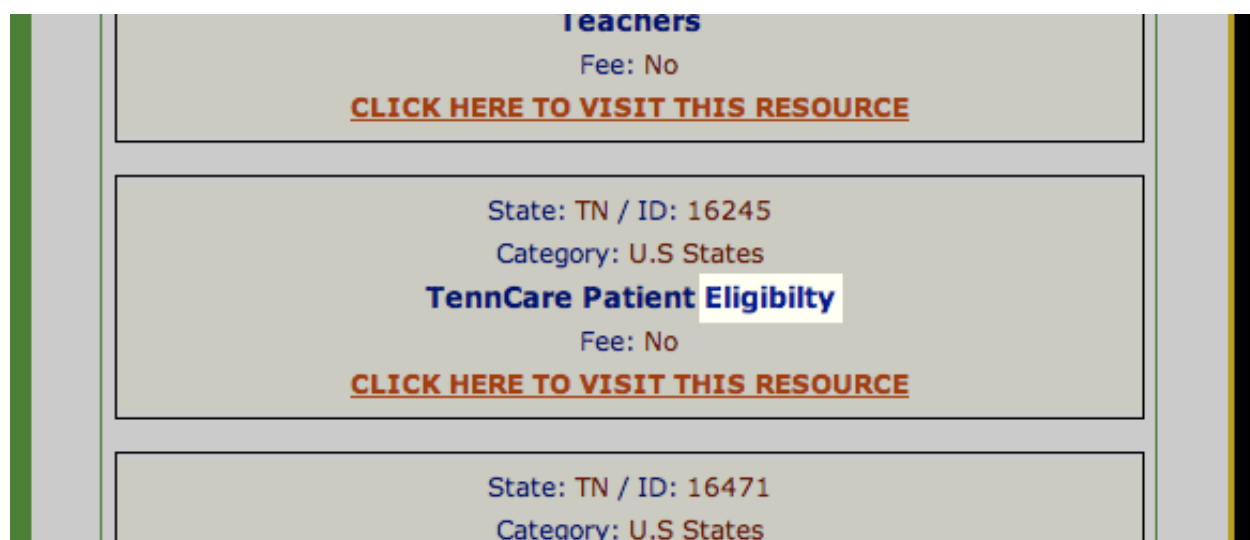 Teachers
Fee: No
CLICK HERE TO VISIT THIS RESOURCE
State: TN / ID: 16245
Category: U.S States
TennCare Patient Eligibilty
Fee: No
CLICK HERE TO VISIT THIS RESOURCE
State: TN / ID: 16471
Category: U.S States